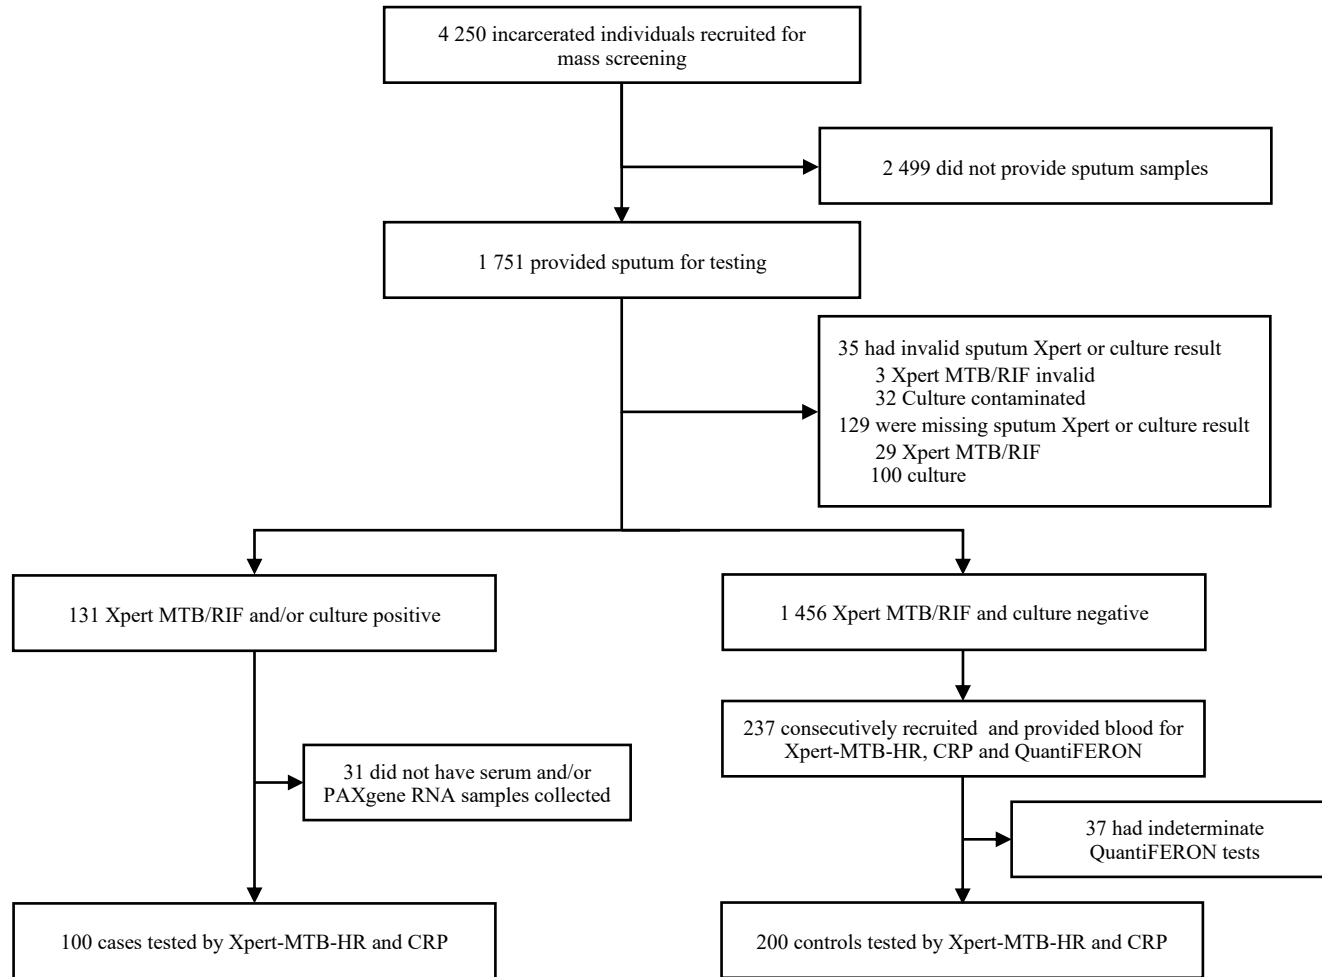 4 250 incarcerated individuals recruited for
mass screening
2 499 did not provide sputum samples
1 751 provided sputum for testing
35 had invalid sputum Xpert or culture result
3 Xpert MTB/RIF invalid
32 Culture contaminated
129 were missing sputum Xpert or culture result
29 Xpert MTB/RIF
100 culture
131 Xpert MTB/RIF and/or culture positive
1 456 Xpert MTB/RIF and culture negative
237 consecutively recruited and provided blood for
Xpert-MTB-HR, CRP and QuantiFERON
31 did not have serum and/or
PAXgene RNA samples collected
37 had indeterminate
QuantiFERON tests
100 cases tested by Xpert-MTB-HR and CRP
200 controls tested by Xpert-MTB-HR and CRP